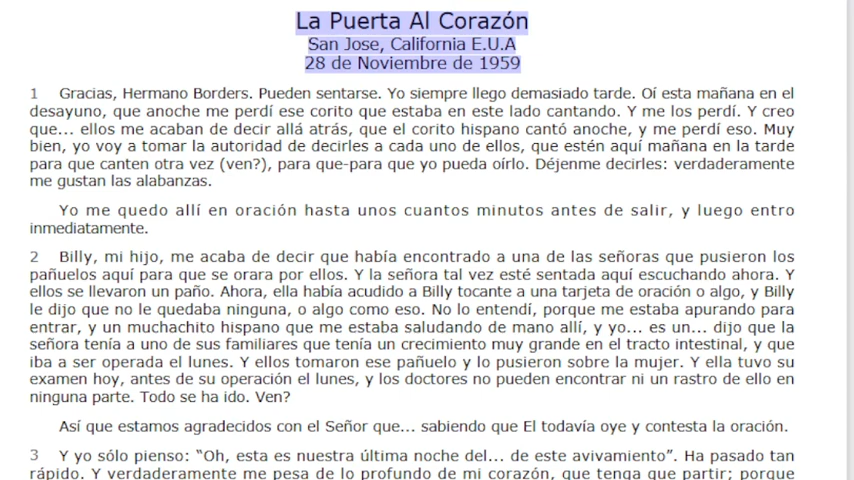 La Puerta Al Corazón
San Jose, California E.U.A
28 de Noviembre de 1959
1 Gracias, Hermano Borders. Pueden sentarse. Yo siempre llego demasiado tarde. Oí esta mañana en el
desayuno, que anoche me perdí ese corito que estaba en este lado cantando. Y me los perdí. Y creo
que... ellos me acaban de decir allá atrás, que el corito hispano cantó anoche, y me perdí eso. Muy
bien, yo voy a tomar la autoridad de decirles a cada uno de ellos, que estén aquí mañana en la tarde
para que canten otra vez (ven?), para que-para que yo pueda oírlo. Déjenme decirles: verdaderamente
me gustan las alabanzas.
Yo me quedo allí en oración hasta unos cuantos minutos antes de salir, y luego entro
inmediatamente.
2 Billy, mi hijo, me acaba de decir que había encontrado a una de las señoras que pusieron los
pañuelos aquí para que se orara por ellos. Y la señora tal vez esté sentada aquí escuchando ahora. Y
ellos se llevaron un paño. Ahora, ella había acudido a Billy tocante a una tarjeta de oración o algo, y Billy
le dijo que no le quedaba ninguna, o algo como eso. No lo entendí, porque me estaba apurando para
entrar, y un muchachito hispano que me estaba saludando de mano allí, y yo... es un... dijo que la
señora tenía a uno de sus familiares que tenía un crecimiento muy grande en el tracto intestinal, y que
iba a ser operada el lunes. Y ellos tomaron ese pañuelo y lo pusieron sobre la mujer. Y ella tuvo su
examen hoy, antes de su operación el lunes, y los doctores no pueden encontrar ni un rastro de ello en
ninguna parte. Todo se ha ido. Ven?
Así que estamos agradecidos con el Señor que... sabiendo que El todavía oye y contesta la oración.
3 Y yo sólo pienso: “Oh, esta es nuestra última noche del... de este avivamiento”. Ha pasado tan
rápido. Y verdaderamente me pesa de lo profundo de mi corazón, que tenga que partir; porque